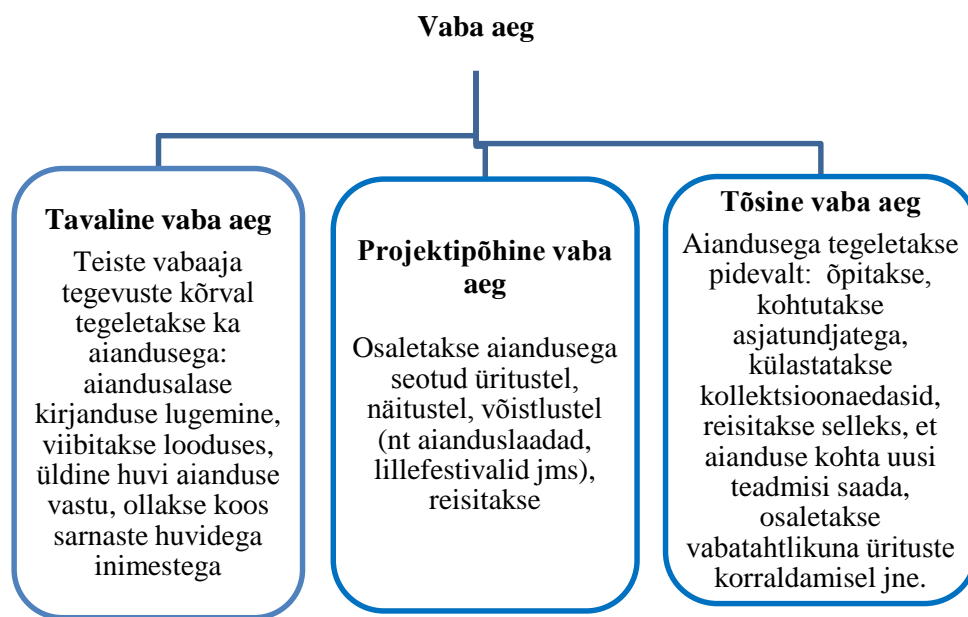 Vaba aeg
Tavaline vaba aeg
Teiste vabaaja
tegevuste kõrval
tegeletakse ka
aiandusega:
aiandusalase
kirjanduse lugemine,
viibitakse looduses,
üldine huvi aianduse
vastu, ollakse koos
sarnaste huvidega
inimestega
Projektipõhine vaba
aeg
Osaletakse aiandusega
seotud üritustel,
näitustel, võistlustel
(nt aianduslaadad,
lillefestivalid jms),
reisitakse
Tõsine vaba aeg
Aiandusega tegeletakse
pidevalt: õpitakse,
kohtutakse
asjatundjatega,
külastatakse
kollektsioonaedasid,
reisitakse selleks, et
aianduse kohta uusi
teadmisi saada,
osaletakse
vabatahtlikuna ürituste
korraldamisel jne.